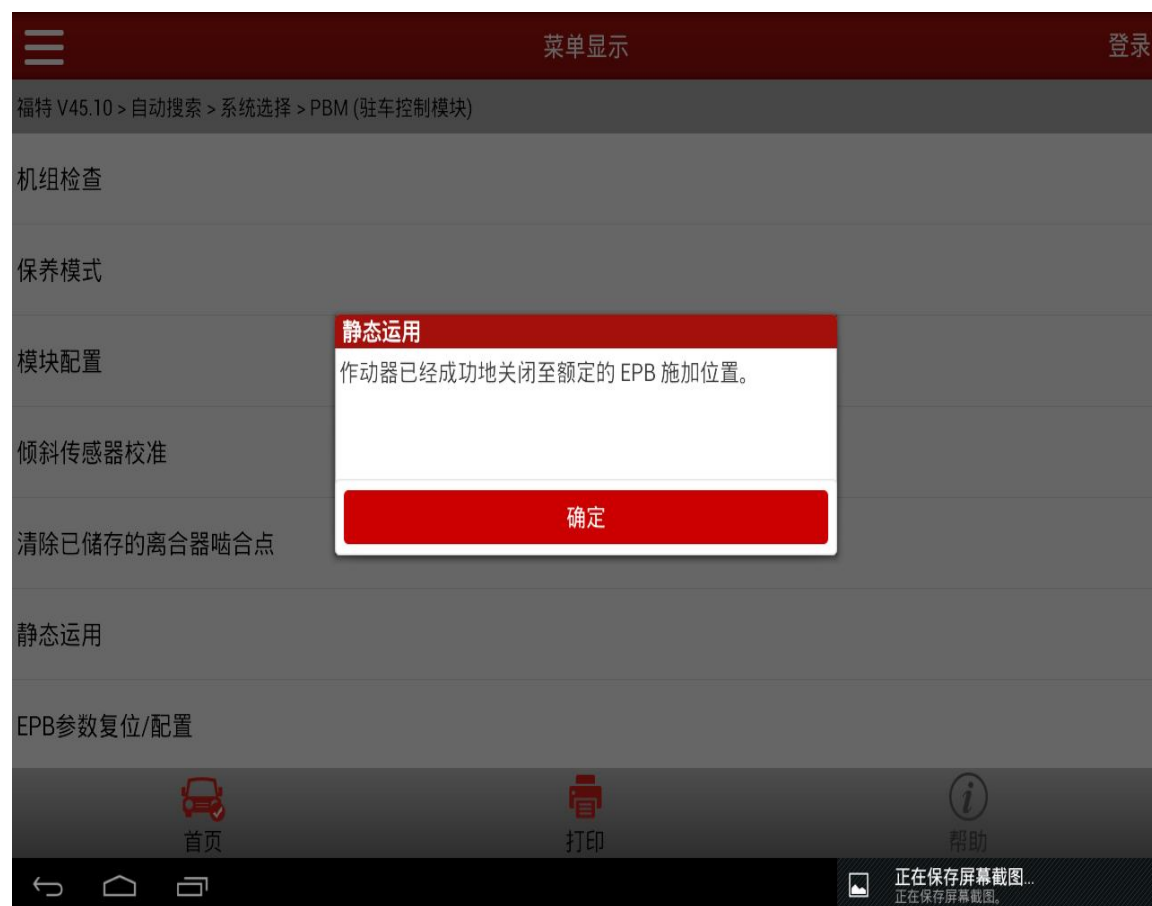 菜单显示
登录
福特 V45.10 > 自动搜索 > 系统选择 > PBM (驻车控制模块)
机组检查
保养模式
静态运用
作动器已经成功地关闭至额定的 EPB 施加位置。
模块配置
倾斜传感器校准
确定
清除已储存的离合器啮合点
静态运用
EPB参数复位/配置
首页
打印
帮助
正在保存屏幕截图...
正在保存屏幕截图。